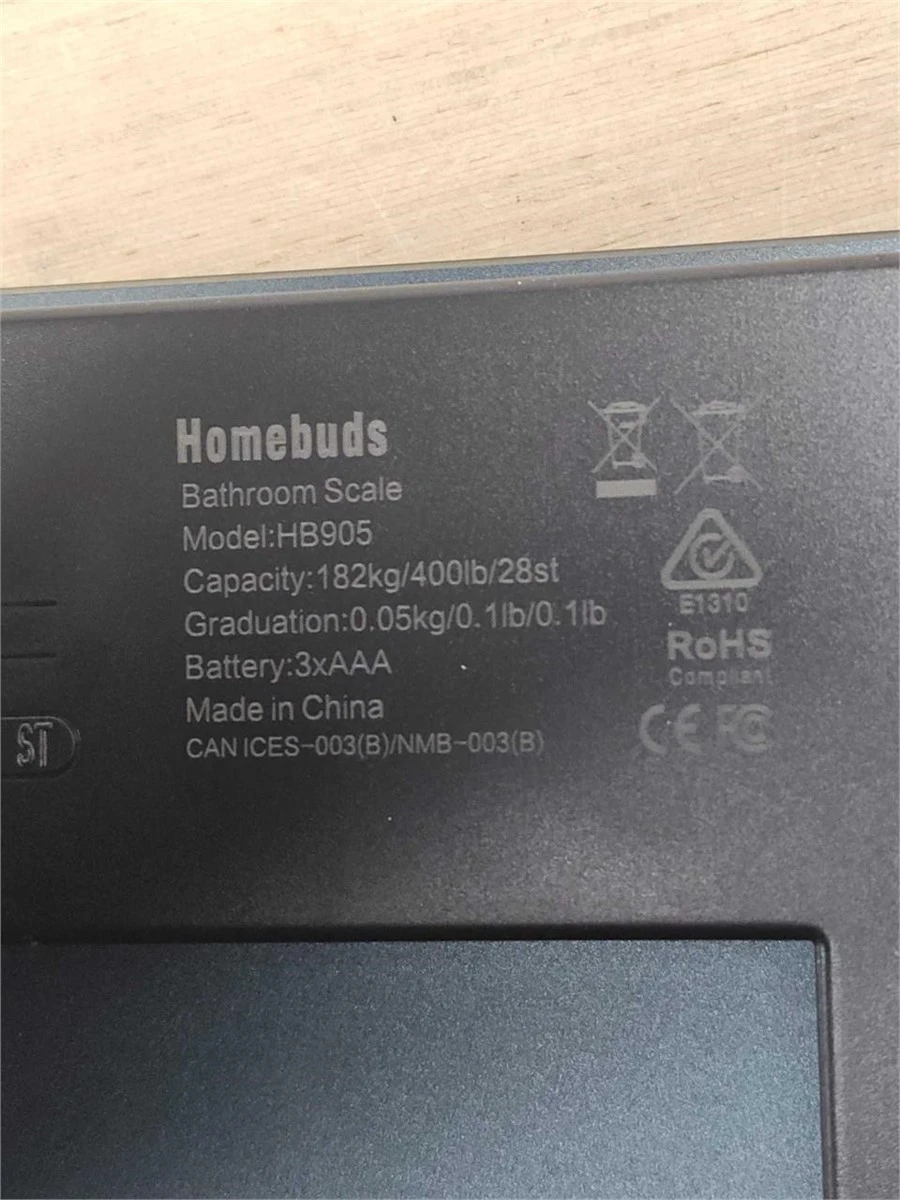 Homebuds
Bathroom Scale
Model:HB905
Capacity:182kg/400lb/28st
Graduation:0.05kg/0.1lb/0.1lb
Battery:3xAAA
Made in China
CAN ICES-003(B)/NMB-003(B)
E1310
RoHS
Compliant
CE FC
ST